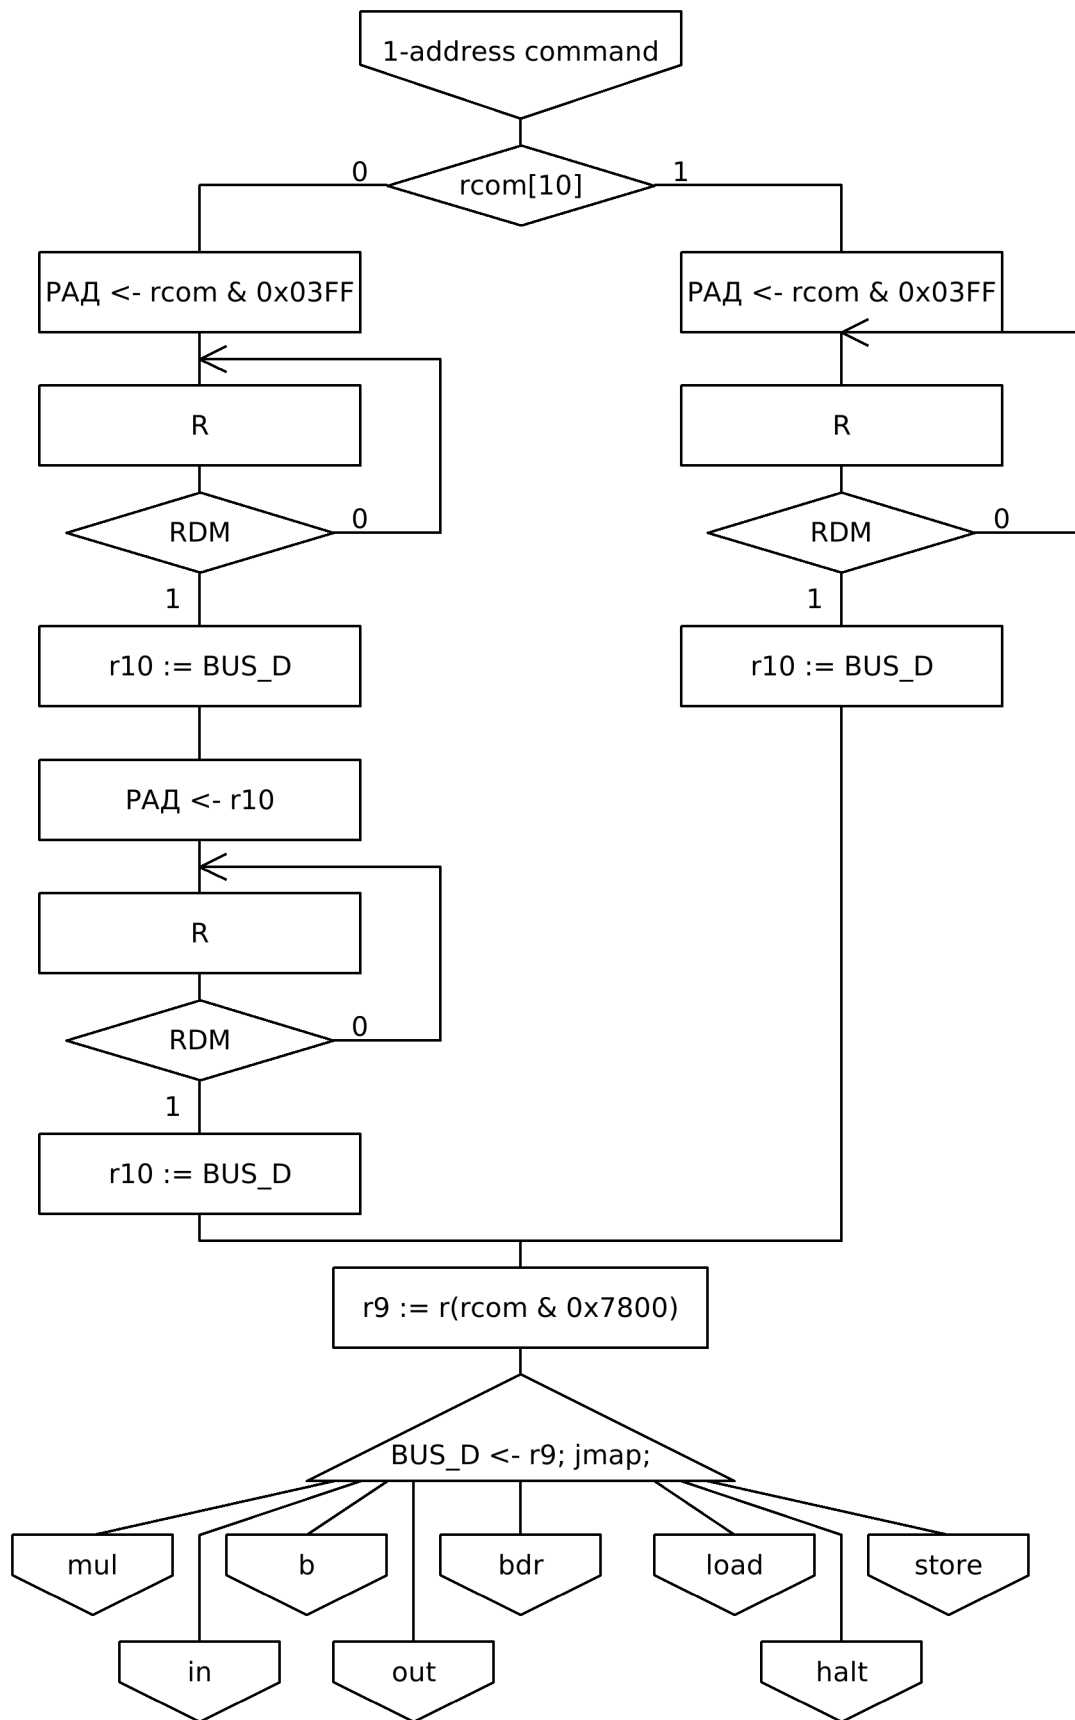 1-address command
0
rcom[10]
1
РАД <- rcom & 0x03FF
РАД <- rcom & 0x03FF
R
R
RDM
0
RDM
0
1
1
r10 := BUS_D
r10 := BUS_D
РАД <- r10
R
RDM
0
1
r10 := BUS_D
r9 := r(rcom & 0x7800)
BUS_D <- r9; jmap;
mul
b
bdr
load
store
in
out
halt